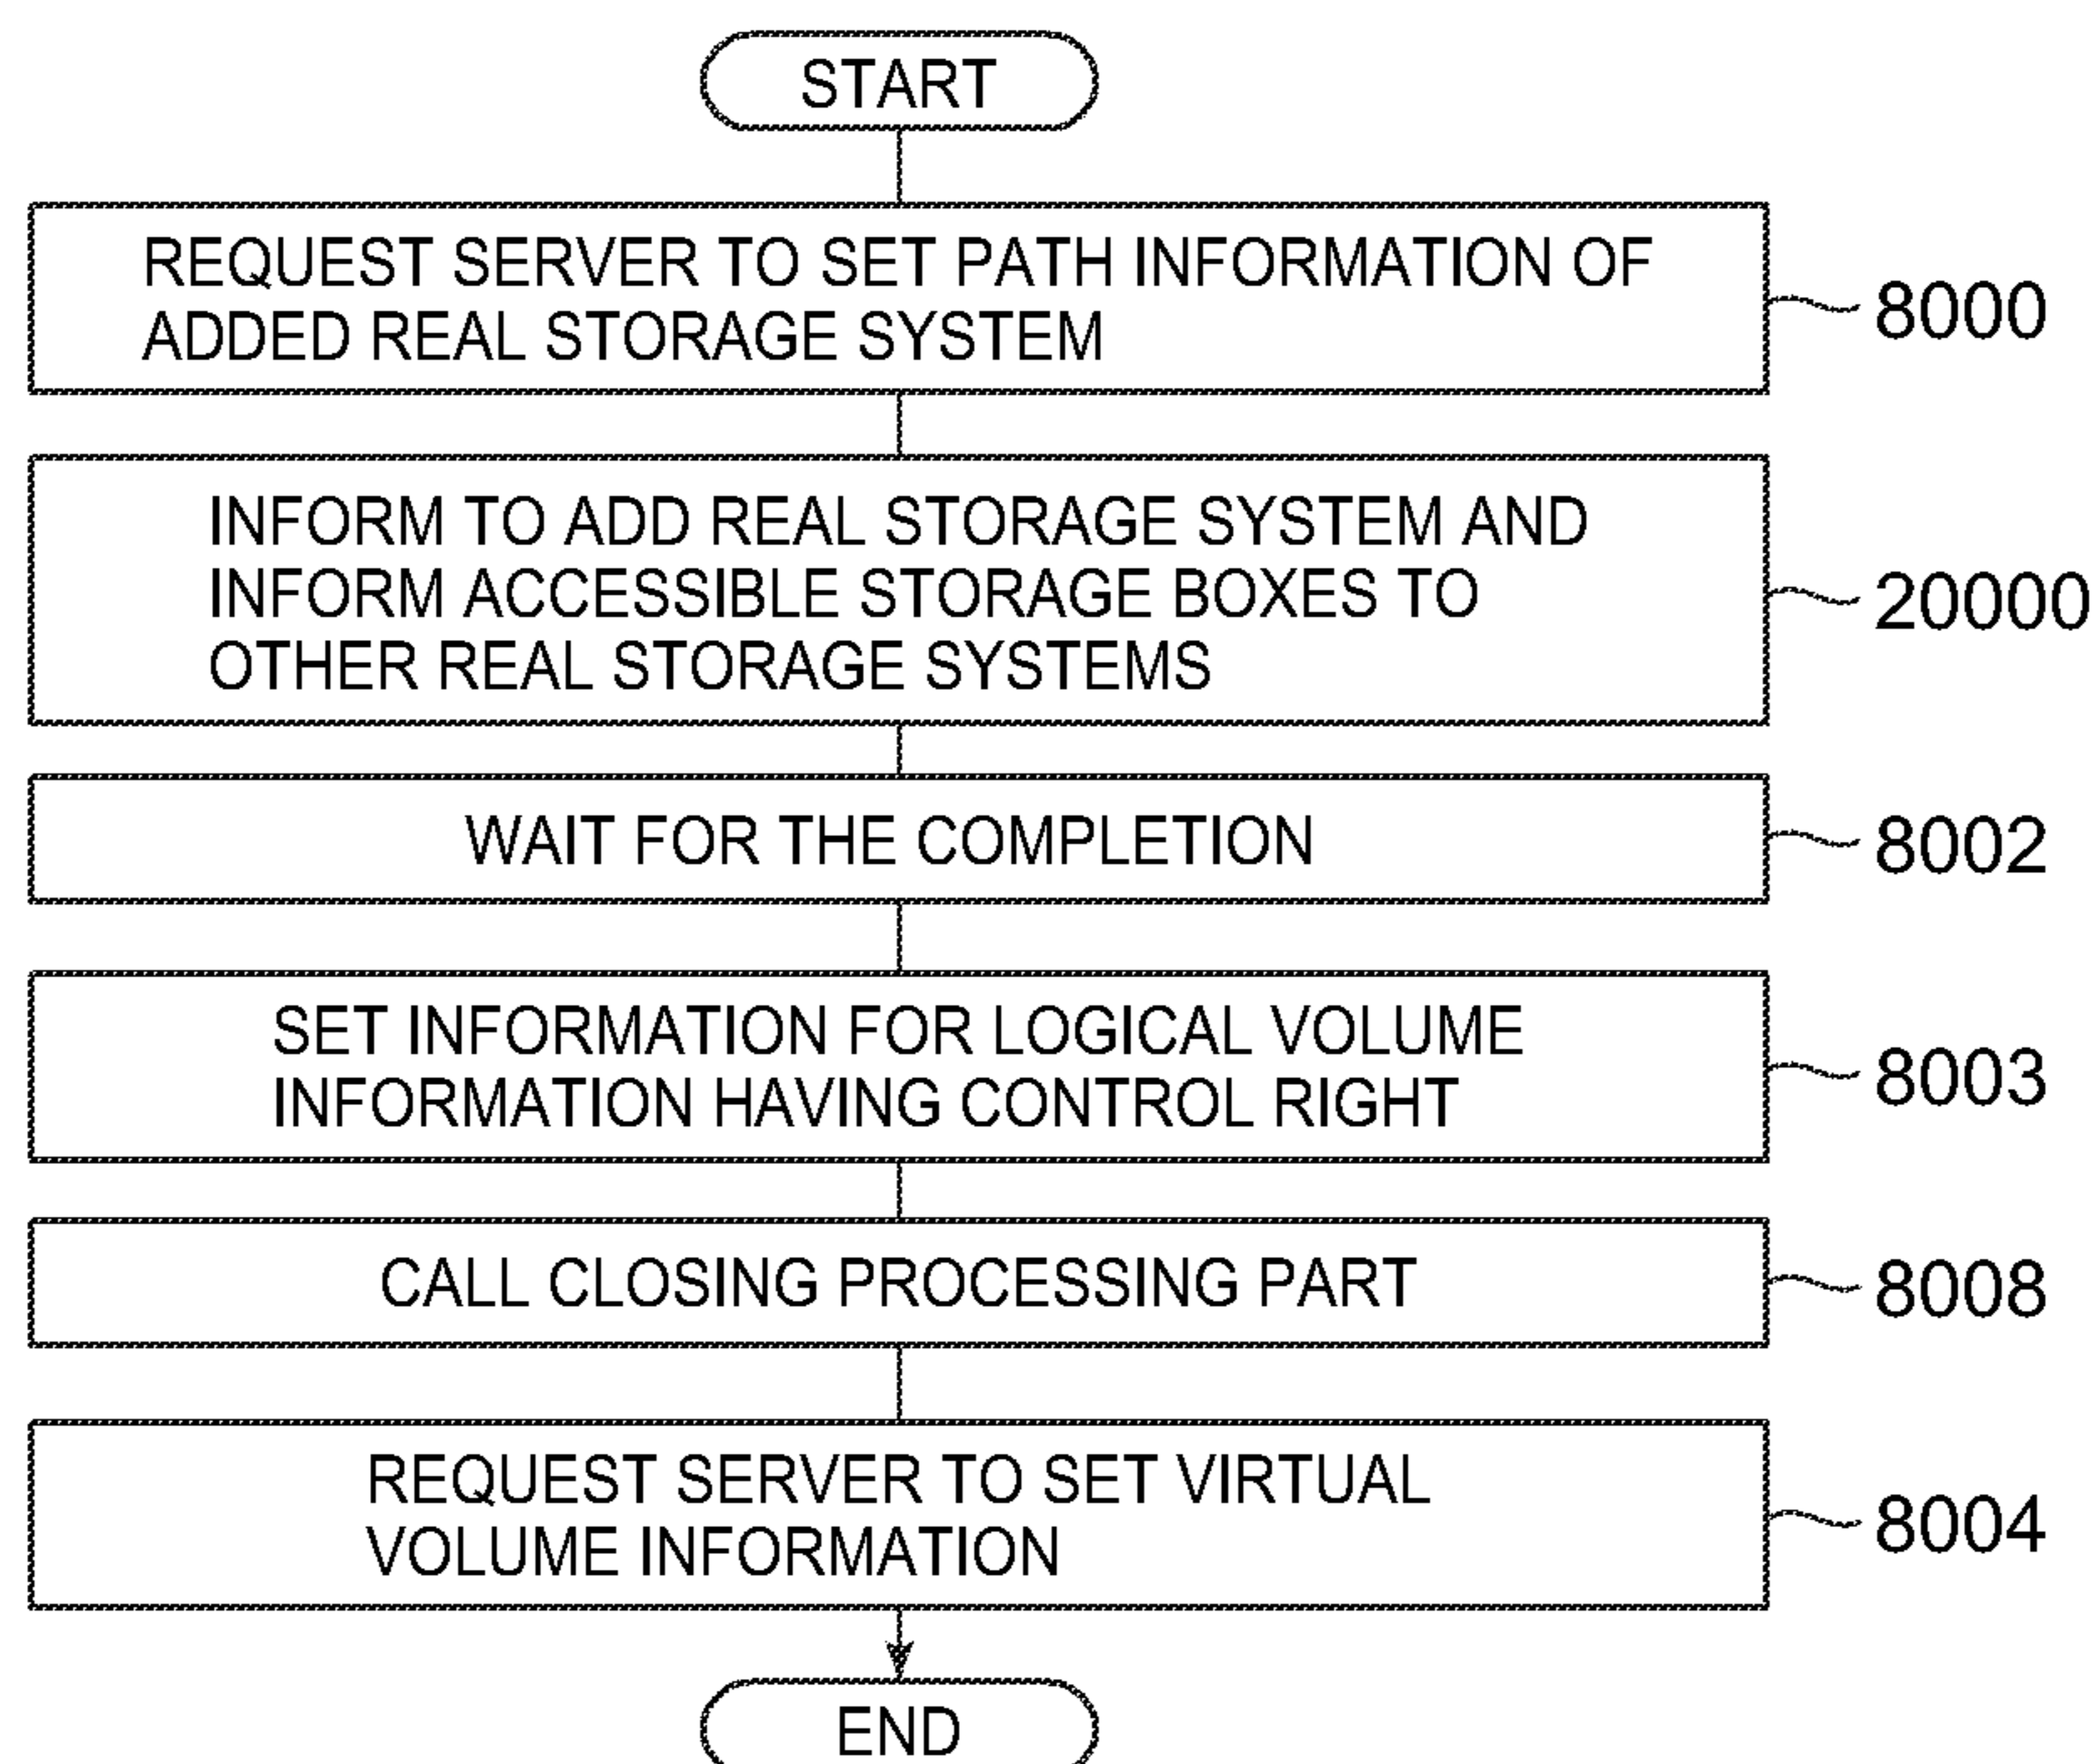 START
REQUEST SERVER TO SET PATH INFORMATION OF
ADDED REAL STORAGE SYSTEM
8000
INFORM TO ADD REAL STORAGE SYSTEM AND
INFORM ACCESSIBLE STORAGE BOXES TO
OTHER REAL STORAGE SYSTEMS
20000
WAIT FOR THE COMPLETION
8002
SET INFORMATION FOR LOGICAL VOLUME
INFORMATION HAVING CONTROL RIGHT
8003
CALL CLOSING PROCESSING PART
8008
REQUEST SERVER TO SET VIRTUAL
VOLUME INFORMATION
8004
END